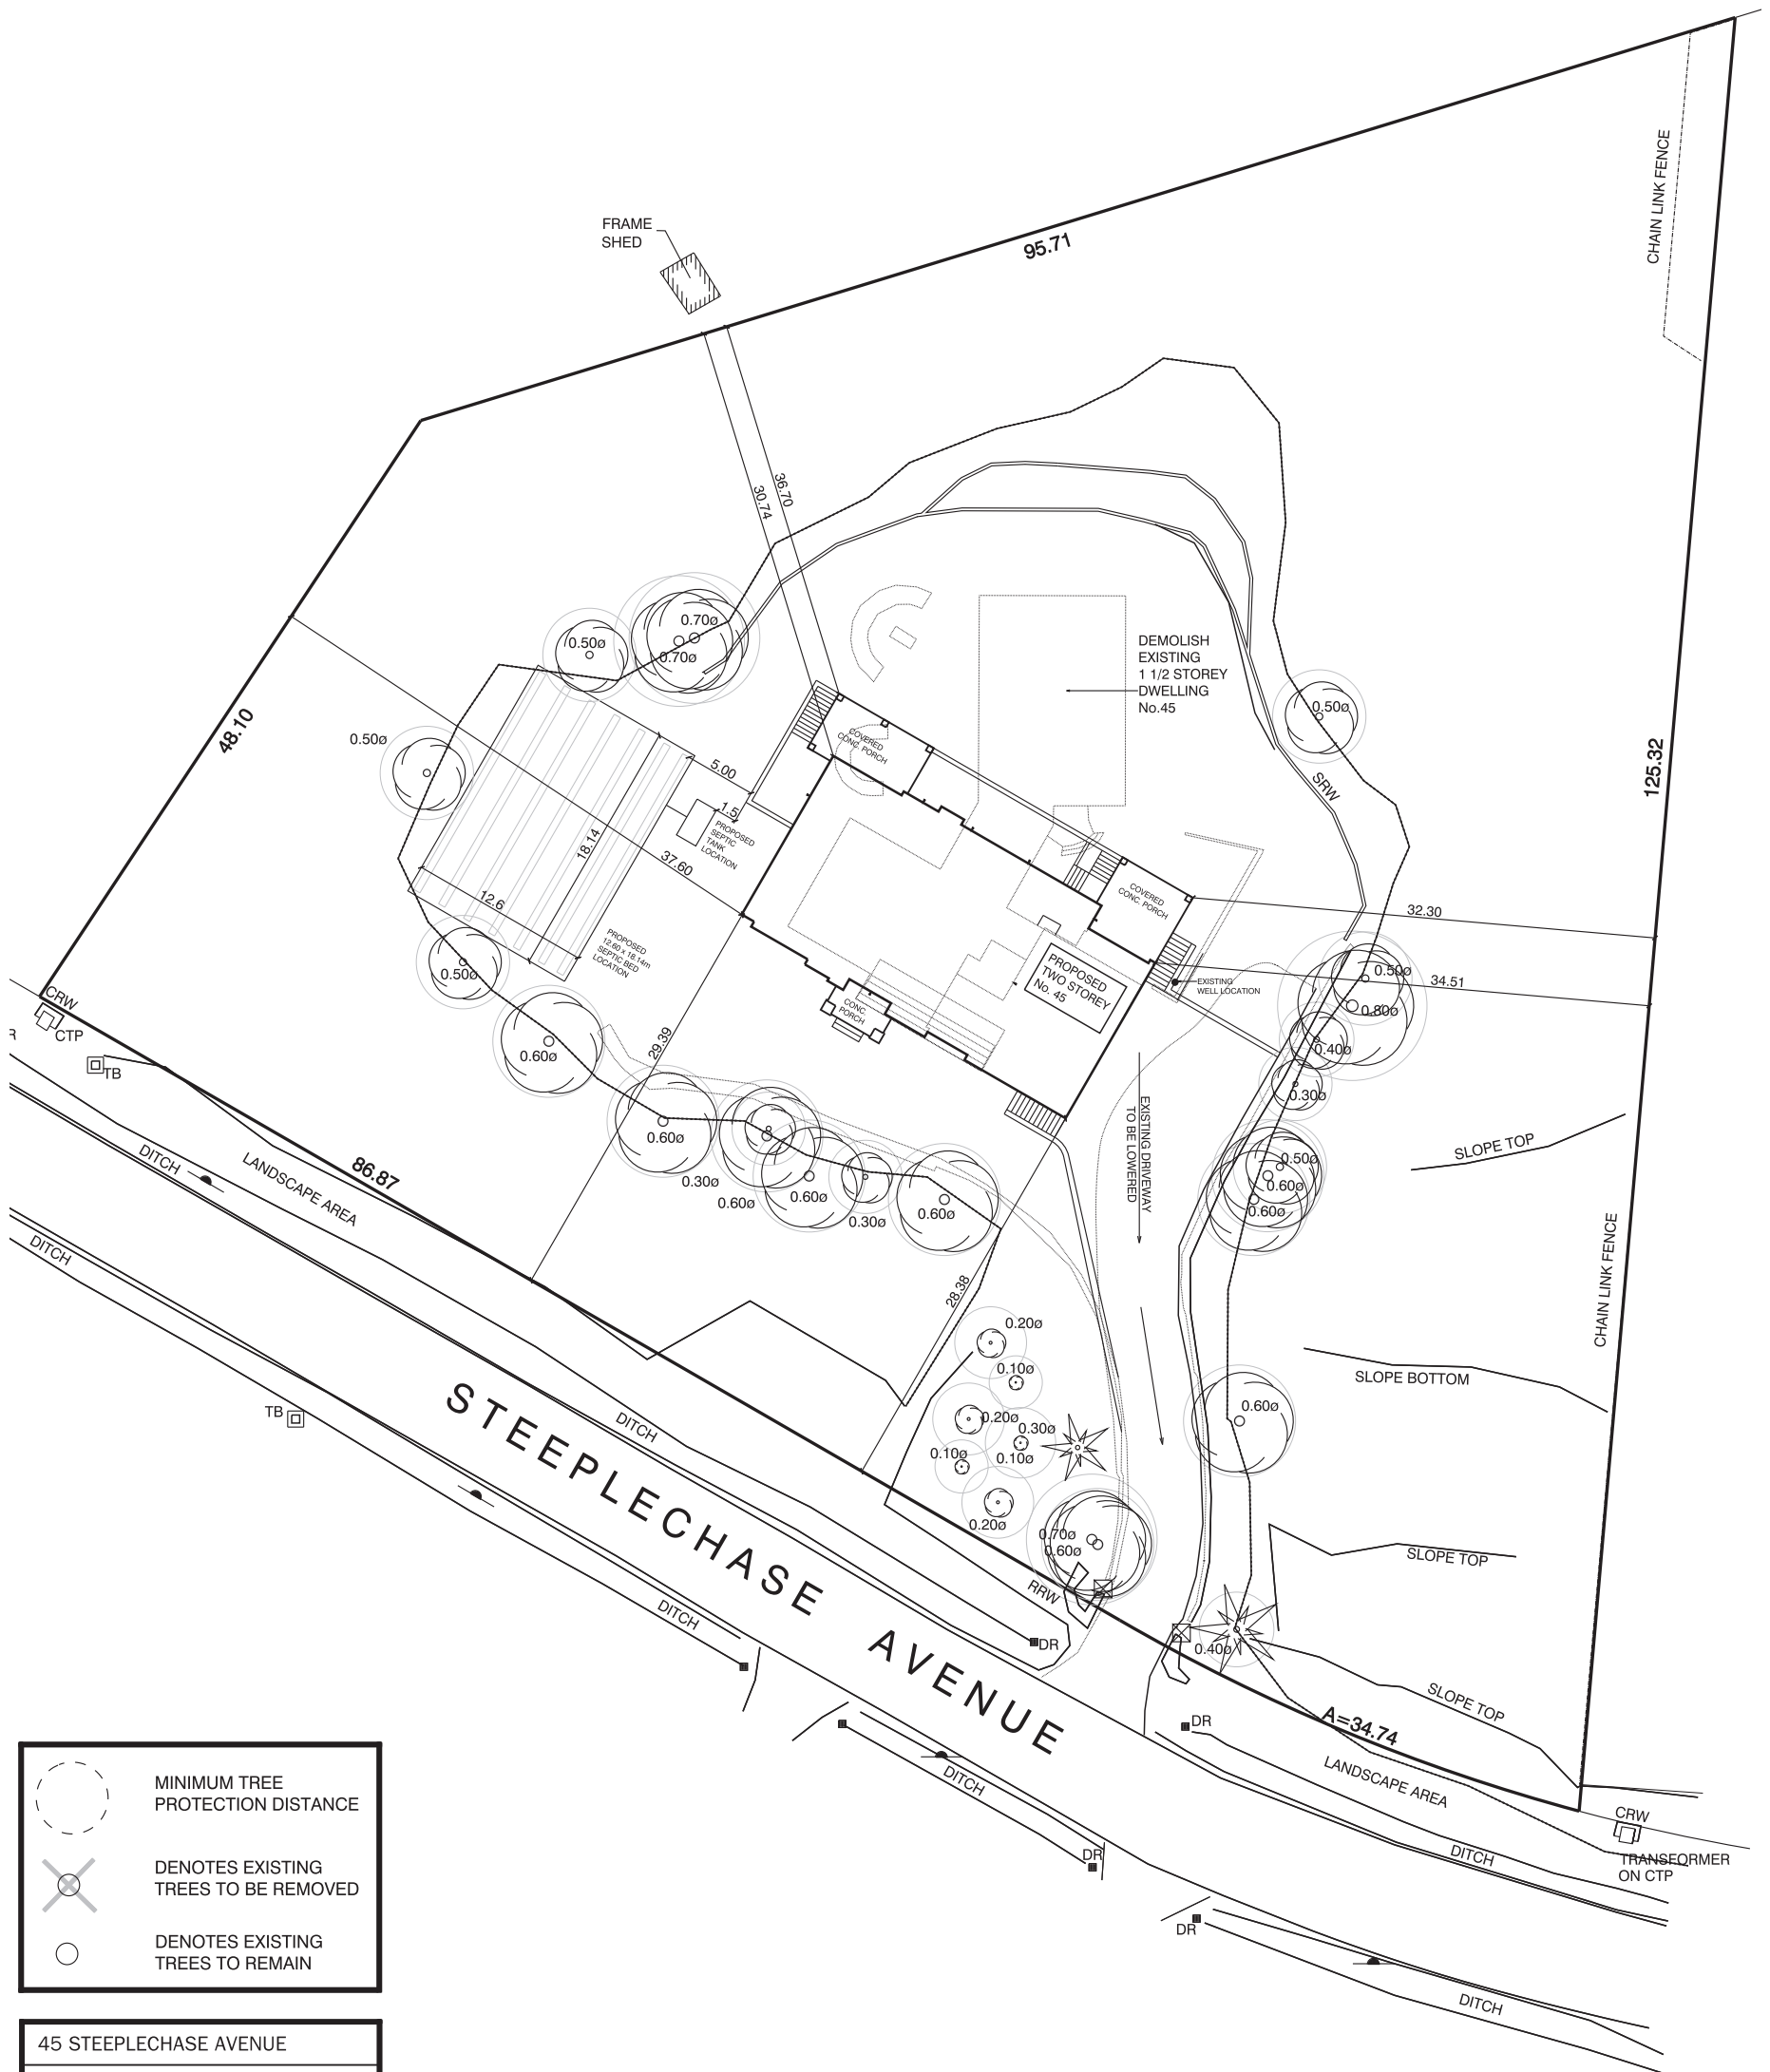 FRAME
SHED
95.71
CHAIN LINK FENCE
36.70
30.74
0.50ø
0.70ø
0.70ø
48.10
0.50ø
DEMOLISH
EXISTING
1 1/2 STOREY
DWELLING
No.45
COVERED
CONC. PORCH
0.50ø
125.32
SRW
5.00
1.5
PROPOSED
SEPTIC
TANK
LOCATION
18.14
37.60
12.6
COVERED
CONC. PORCH
32.30
PROPOSED
12.60 x 18.14m
SEPTIC BED
LOCATION
0.50ø
PROPOSED
TWO STOREY
No. 45
EXISTING
WELL LOCATION
34.51
0.50ø
0.80ø
0.40ø
0.30ø
CONC.
PORCH
CRW
CTP
R
TB
0.60ø
29.39
0.60ø
0.30ø
0.60ø
0.60ø
0.30ø
0.60ø
EXISTING DRIVEWAY
TO BE LOWERED
0.50ø
0.60ø
0.60ø
SLOPE TOP
CHAIN LINK FENCE
DITCH
LANDSCAPE AREA
86.87
DITCH
28.38
0.20ø
0.10ø
0.20ø
0.30ø
0.10ø
0.10ø
0.20ø
0.60ø
SLOPE BOTTOM
TB
DITCH
STEEPLECHASE AVENUE
0.70ø
0.60ø
RRW
SLOPE TOP
DITCH
DR
0.40ø
SLOPE TOP
A=34.74
DR
LANDSCAPE AREA
DITCH
CRW
TRANSFORMER
ON CTP
DITCH
DR
DR
DITCH
MINIMUM TREE
PROTECTION DISTANCE
DENOTES EXISTING
TREES TO BE REMOVED
DENOTES EXISTING
TREES TO REMAIN
45 STEEPLECHASE AVENUE